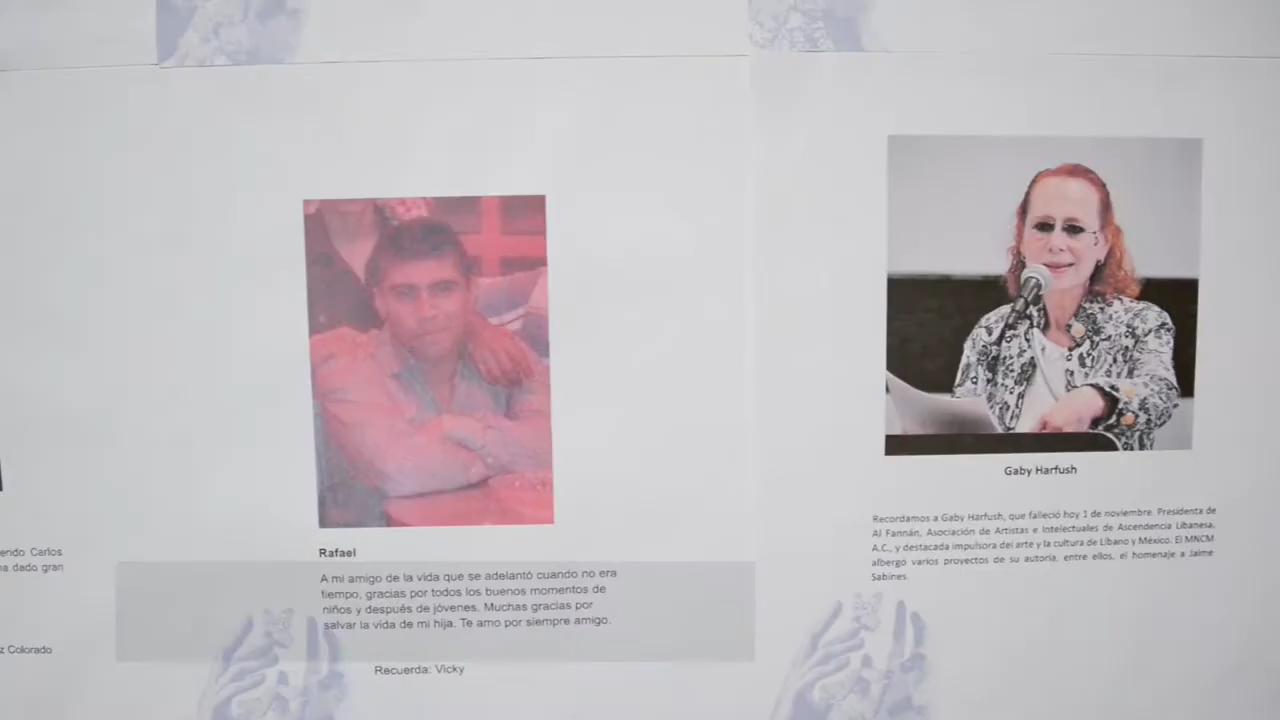 erido Carlos
na dado gran
z Colorado
Rafael
A mi amigo de la vida que se adelantó cuando no era
tiempo, gracias por todos los buenos momentos de
niños y después de jóvenes. Muchas gracias por
salvar la vida de mi hija. Te amo por siempre amigo.
Recuerda: Vicky
Gaby Harfush
Recordamos a Gaby Harfush, que falleció hoy 1 de noviembre. Presidenta de
Al Fannán, Asociación de Artistas e Intelectuales de Ascendencia Libanesa,
A.C., y destacada impulsora del arte y la cultura de Líbano y México. El MNCM
albergó varios proyectos de su autoría, entre ellos, el homenaje a Jaime
Sabines.